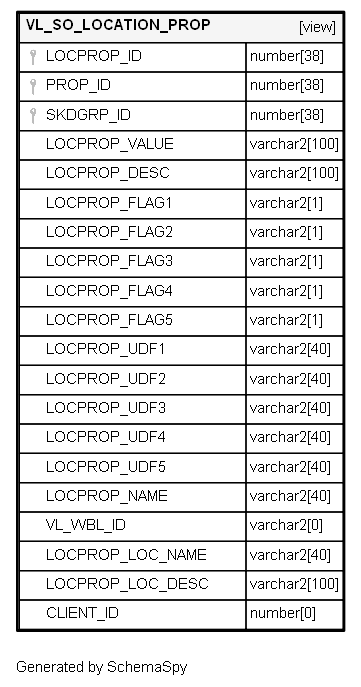 VL_SO_LOCATION_PROP [view]
LOCPROP_ID number[38]
PROP_ID number[38]
SKDGRP_ID number[38]
LOCPROP_VALUE varchar2[100]
LOCPROP_DESC varchar2[100]
LOCPROP_FLAG1 varchar2[1]
LOCPROP_FLAG2 varchar2[1]
LOCPROP_FLAG3 varchar2[1]
LOCPROP_FLAG4 varchar2[1]
LOCPROP_FLAG5 varchar2[1]
LOCPROP_UDF1 varchar2[40]
LOCPROP_UDF2 varchar2[40]
LOCPROP_UDF3 varchar2[40]
LOCPROP_UDF4 varchar2[40]
LOCPROP_UDF5 varchar2[40]
LOCPROP_NAME varchar2[40]
VL_WBL_ID varchar2[0]
LOCPROP_LOC_NAME varchar2[40]
LOCPROP_LOC_DESC varchar2[100]
CLIENT_ID number[0]
Generated by SchemaSpy